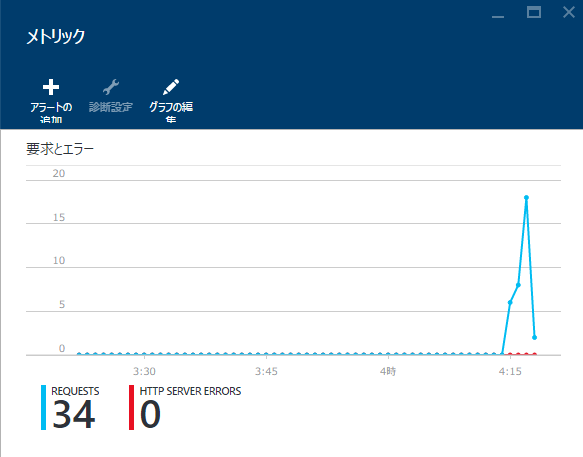 メトリック
アラートの
追加
診断設定
グラフの編
集
要求とエラー
20
15
10
5
0
3:30
3:45
4時
4:15
REQUESTS
34
HTTP SERVER ERRORS
0